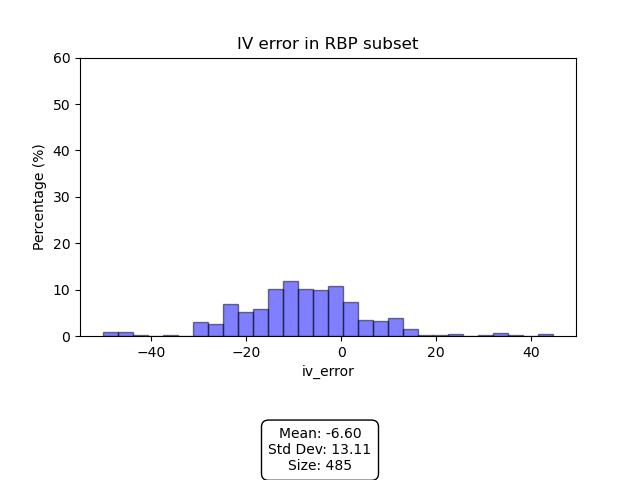 IV error in RBP subset
60
50
40
30
20
10
0
Percentage (%)
−40
−20
0
20
40
iv_error
Mean: -6.60
Std Dev: 13.11
Size: 485